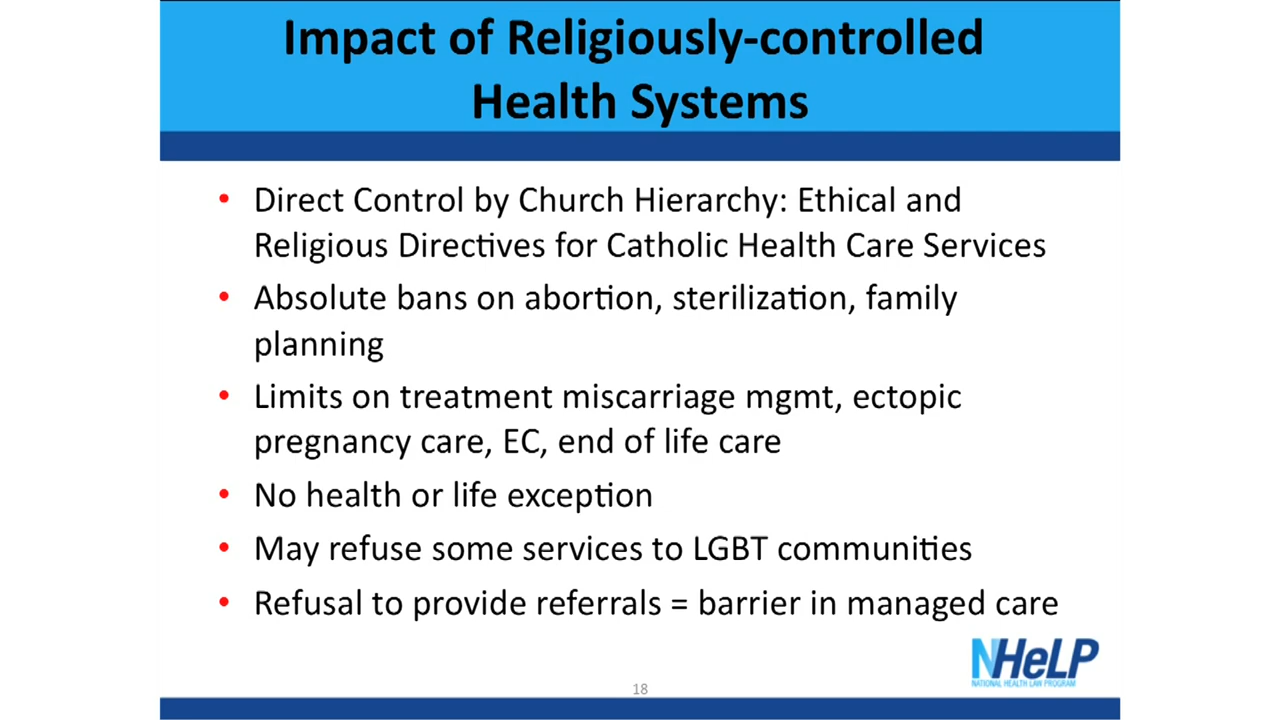 Impact of Religiously-controlled
Health Systems
• Direct Control by Church Hierarchy: Ethical and
Religious Directives for Catholic Health Care Services
• Absolute bans on abortion, sterilization, family
planning
• Limits on treatment miscarriage mgmt, ectopic
pregnancy care, EC, end of life care
• No health or life exception
• May refuse some services to LGBT communities
• Refusal to provide referrals = barrier in managed care
NHeLP
NATIONAL HEALTH LAW PROGRAM
18